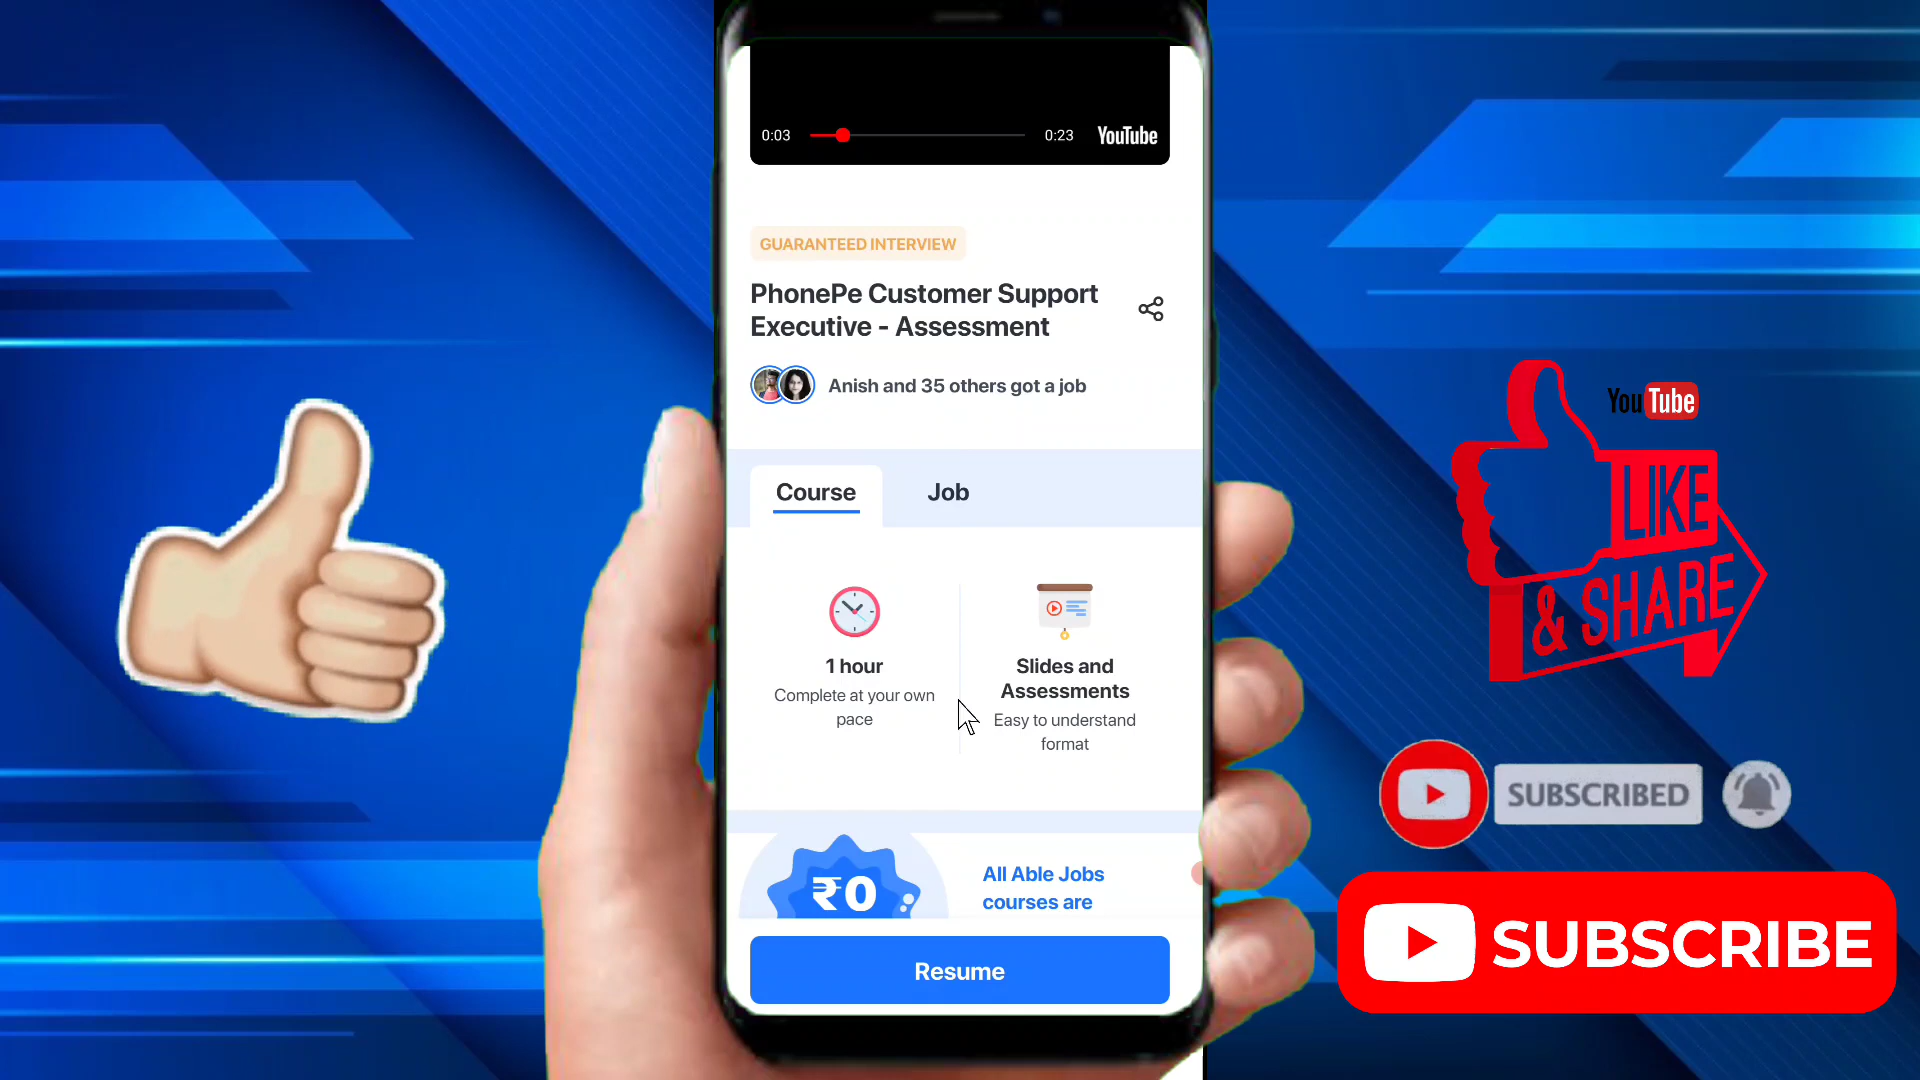 0:03
0:23
YouTube
GUARANTEED INTERVIEW
PhonePe Customer Support
Executive - Assessment
Anish and 35 others got a job
Course
Job
1 hour
Complete at your own
pace
Slides and
Assessments
Easy to understand
format
₹0
All Able Jobs
courses are
Resume
YouTube
LIKE
& SHARE
SUBSCRIBED
SUBSCRIBE